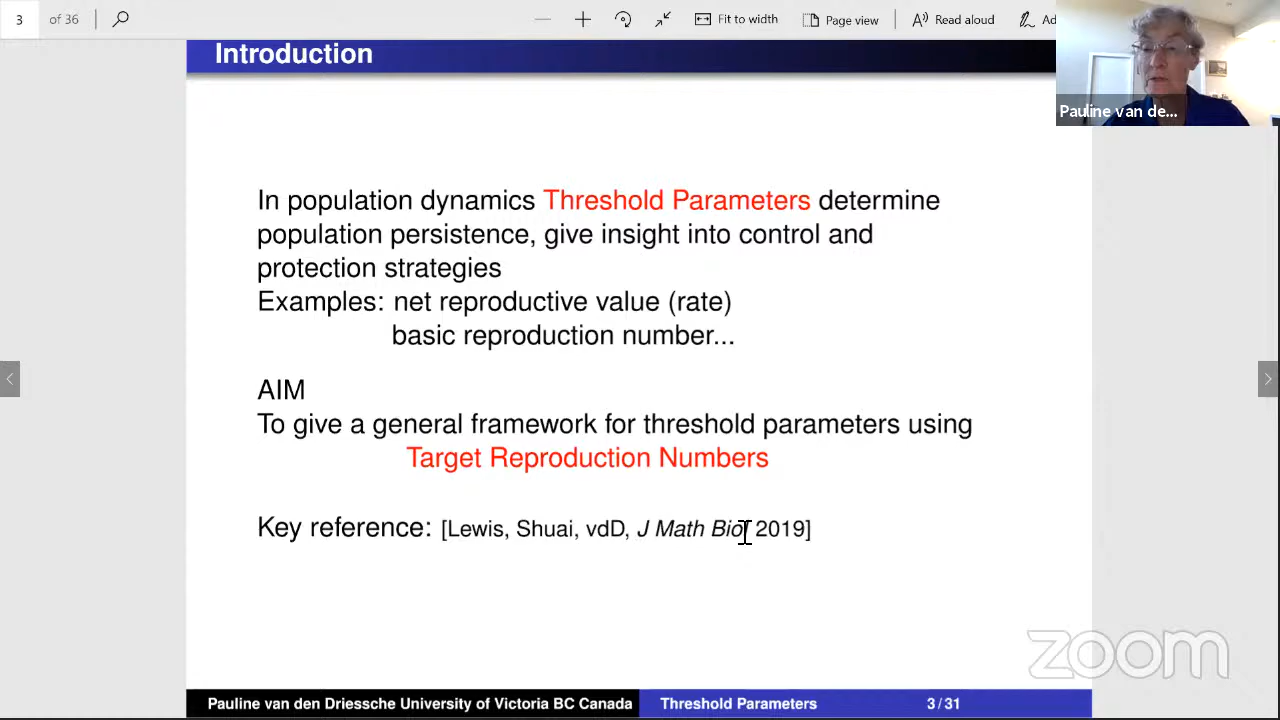 3 of 36
Fit to width
Page view
Read aloud
Introduction
Pauline van de...
In population dynamics Threshold Parameters determine
population persistence, give insight into control and
protection strategies
Examples: net reproductive value (rate)
basic reproduction number...
AIM
To give a general framework for threshold parameters using
Target Reproduction Numbers
Key reference: [Lewis, Shuai, vdD, J Math Biol 2019]
zoom
Pauline van den Driessche University of Victoria BC Canada
Threshold Parameters
3 / 31